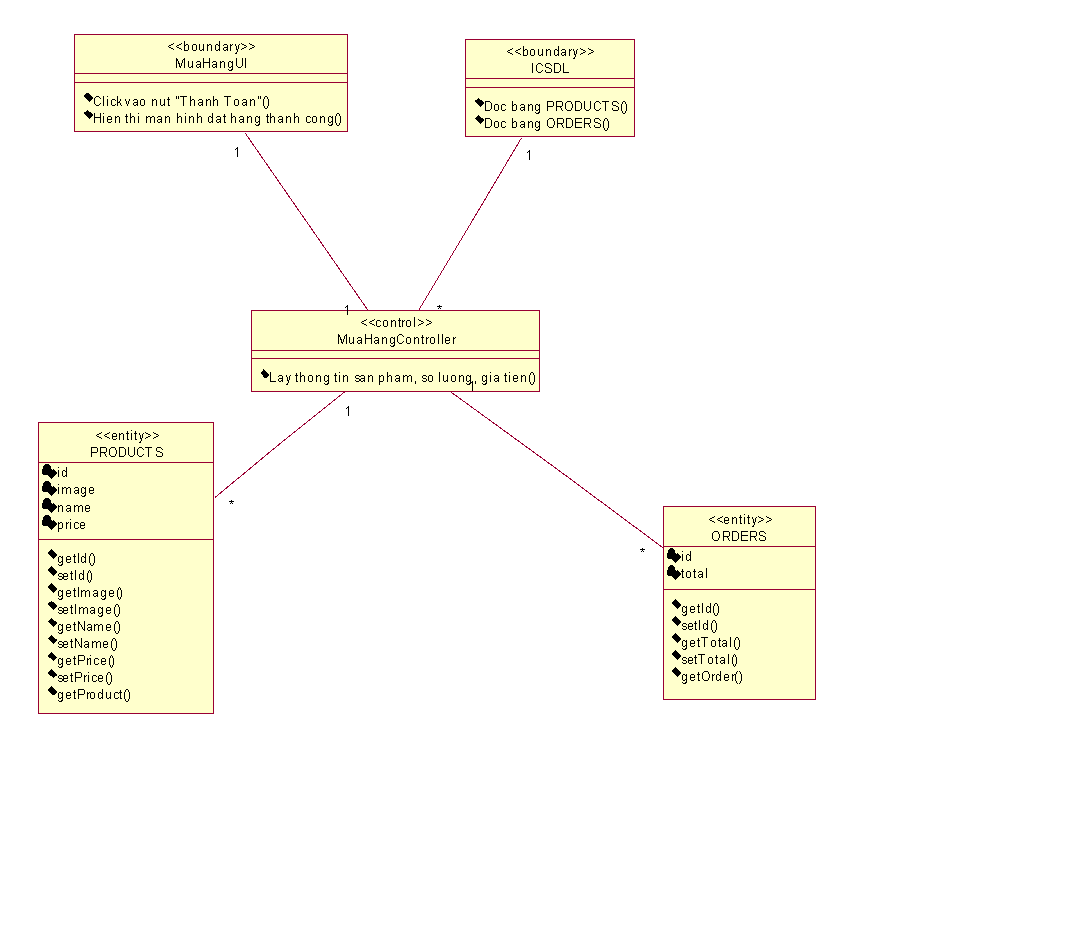 <<boundary>>
MuaHangUI
Click vao nut "Thanh Toan"()
Hien thi man hinh dat hang thanh cong()
1
<<boundary>>
ICSDL
Doc bang PRODUCTS()
Doc bang ORDERS()
1
1
*
<<control>>
MuaHangController
Lay thong tin san pham, so luong, gia tien()
1
1
<<entity>>
PRODUCTS
id
image
name
price
getId()
setId()
getImage()
setImage()
getName()
setName()
getPrice()
setPrice()
getProduct()
*
*
<<entity>>
ORDERS
id
total
getId()
setId()
getTotal()
setTotal()
getOrder()